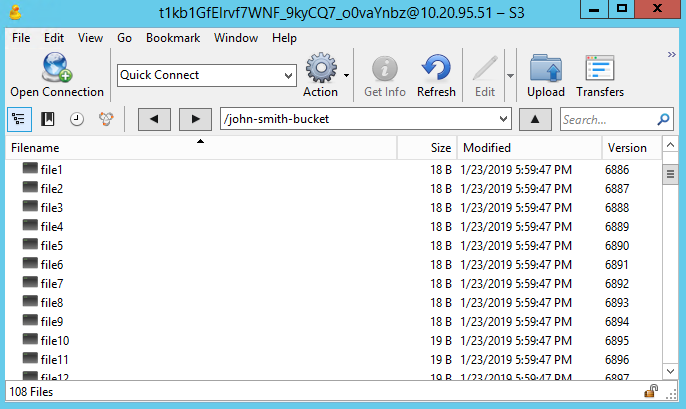 t1kb1GfElrvf7WNF_9kyCQ7_o0vaYnbz@10.20.95.51 – S3
File Edit View Go Bookmark Window Help
Open Connection Quick Connect Action Get Info Refresh Edit Upload Transfers
/john-smith-bucket Search...
Filename Size Modified Version
file1 18 B 1/23/2019 5:59:47 PM 6886
file2 18 B 1/23/2019 5:59:47 PM 6887
file3 18 B 1/23/2019 5:59:47 PM 6888
file4 18 B 1/23/2019 5:59:47 PM 6889
file5 18 B 1/23/2019 5:59:47 PM 6890
file6 18 B 1/23/2019 5:59:47 PM 6891
file7 18 B 1/23/2019 5:59:47 PM 6892
file8 18 B 1/23/2019 5:59:47 PM 6893
file9 18 B 1/23/2019 5:59:47 PM 6894
file10 19 B 1/23/2019 5:59:47 PM 6895
file11 19 B 1/23/2019 5:59:47 PM 6896
file12 19 B 1/23/2019 5:59:47 PM 6897
108 Files